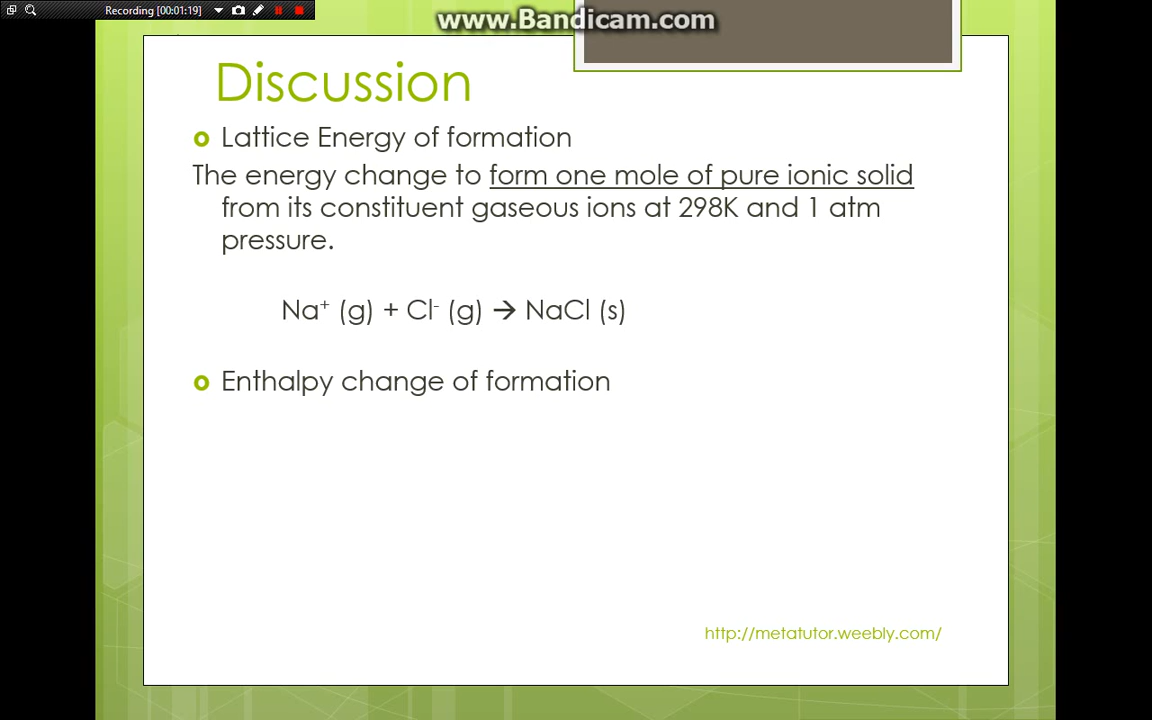 Recording [00:01:19]
www.Bandicam.com
Discussion
Lattice Energy of formation
The energy change to form one mole of pure ionic solid
from its constituent gaseous ions at 298K and 1 atm
pressure.
Na⁺ (g) + Cl⁻ (g) → NaCl (s)
Enthalpy change of formation
http://metatutor.weebly.com/